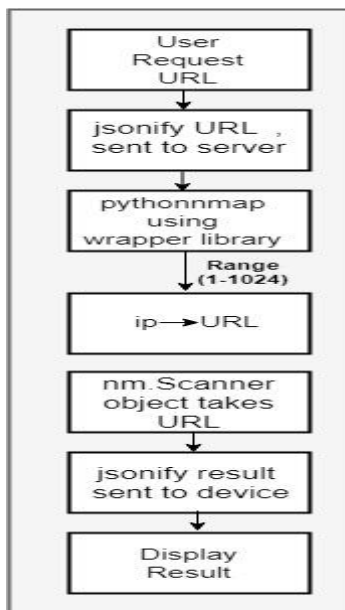 User
Request
URL
jsonify URL ,
sent to server
pythonnmap
using
wrapper library
Range
(1-1024)
ip→URL
nm.Scanner
object takes
URL
jsonify result
sent to device
Display
Result